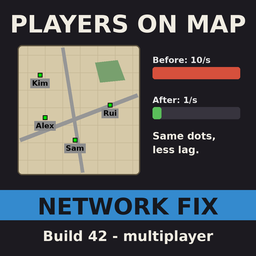 PLAYERS ON MAP
Kim
Rui
Alex
Sam
Before: 10/s
After: 1/s
Same dots,
less lag.
NETWORK FIX
Build 42 - multiplayer